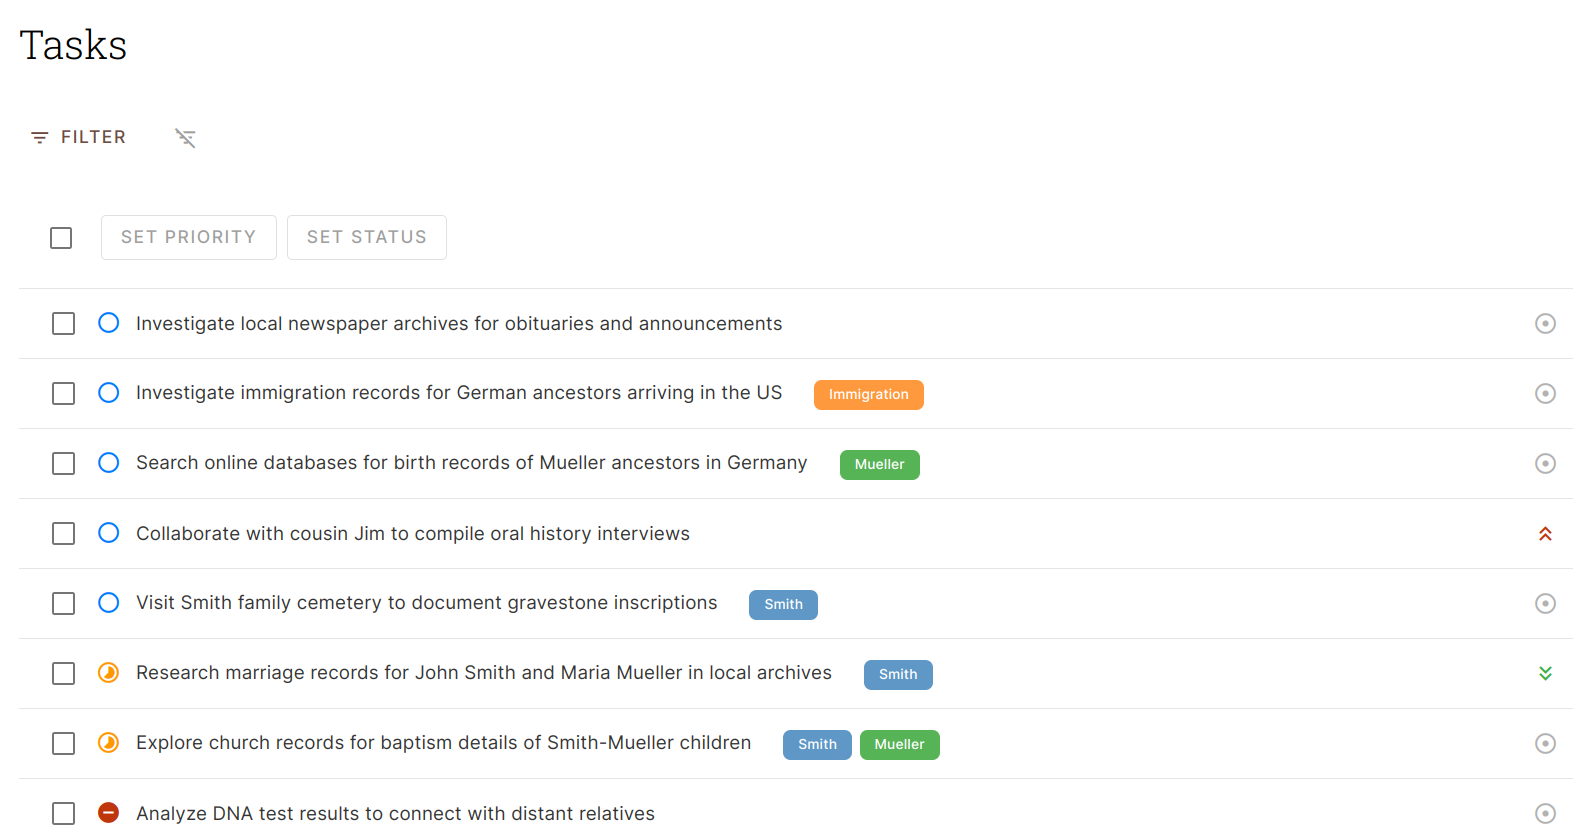 Tasks
FILTER
SET PRIORITY SET STATUS
Investigate local newspaper archives for obituaries and announcements
Investigate immigration records for German ancestors arriving in the US Immigration
Search online databases for birth records of Mueller ancestors in Germany Mueller
Collaborate with cousin Jim to compile oral history interviews
Visit Smith family cemetery to document gravestone inscriptions Smith
Research marriage records for John Smith and Maria Mueller in local archives Smith
Explore church records for baptism details of Smith-Mueller children Smith Mueller
Analyze DNA test results to connect with distant relatives